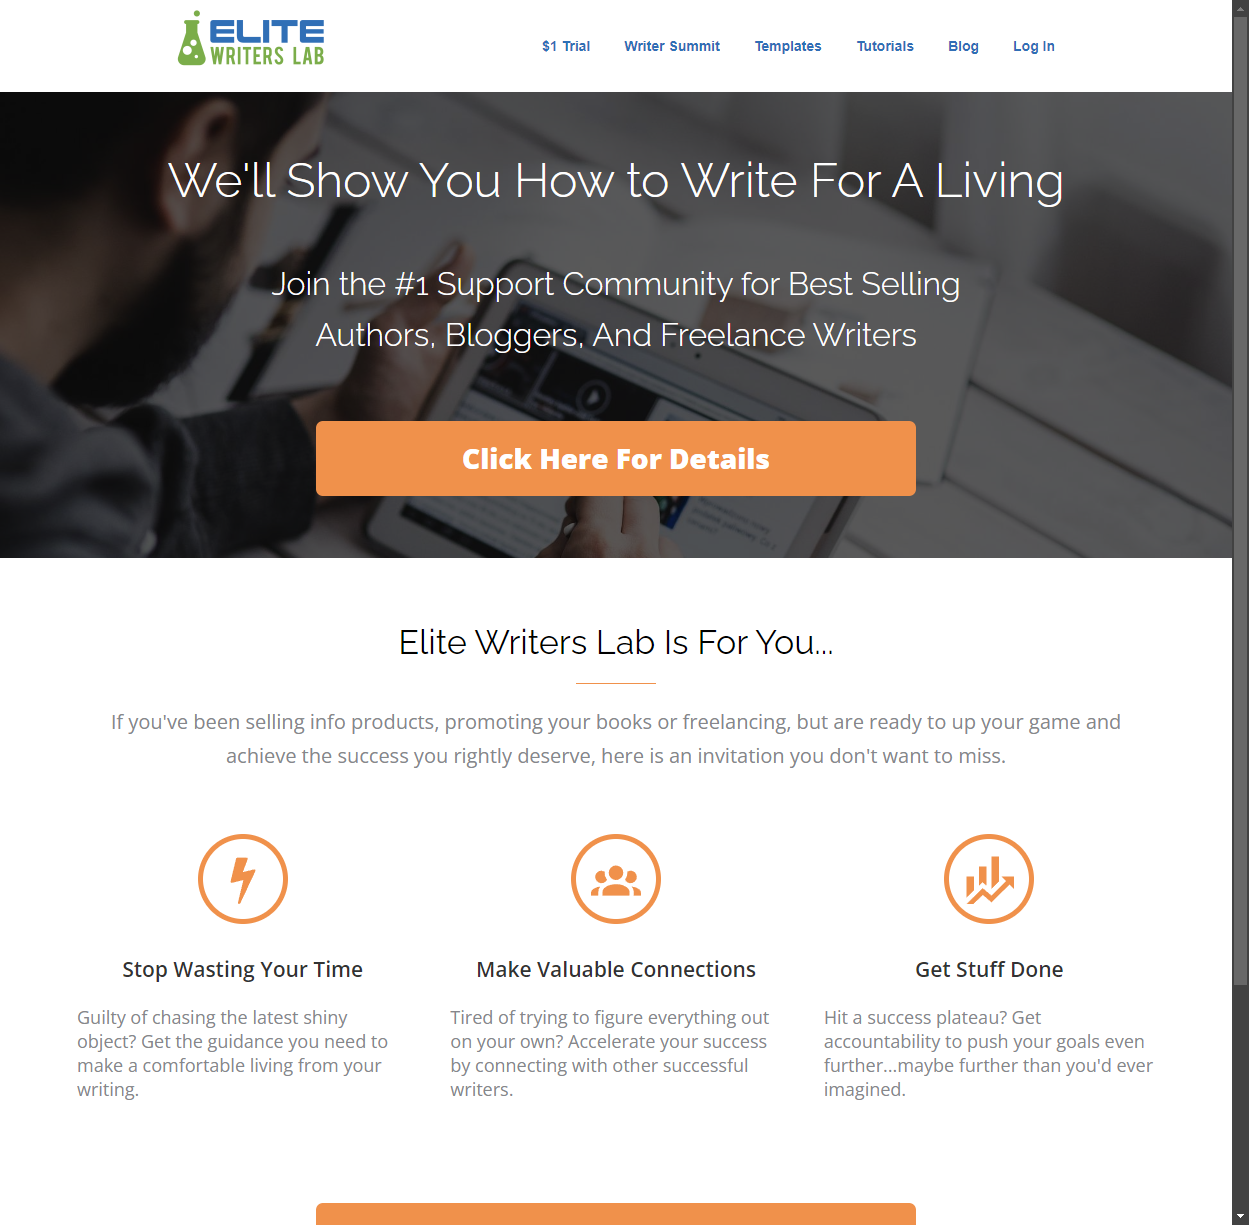 ELITE
WRITERS LAB
$1 Trial
Writer Summit
Templates
Tutorials
Blog
Log In
We'll Show You How to Write For A Living
Join the #1 Support Community for Best Selling
Authors, Bloggers, And Freelance Writers
Click Here For Details
Elite Writers Lab Is For You...
If you've been selling info products, promoting your books or freelancing, but are ready to up your game and
achieve the success you rightly deserve, here is an invitation you don't want to miss.
Stop Wasting Your Time
Guilty of chasing the latest shiny
object? Get the guidance you need to
make a comfortable living from your
writing.
Make Valuable Connections
Tired of trying to figure everything out
on your own? Accelerate your success
by connecting with other successful
writers.
Get Stuff Done
Hit a success plateau? Get
accountability to push your goals even
further...maybe further than you'd ever
imagined.